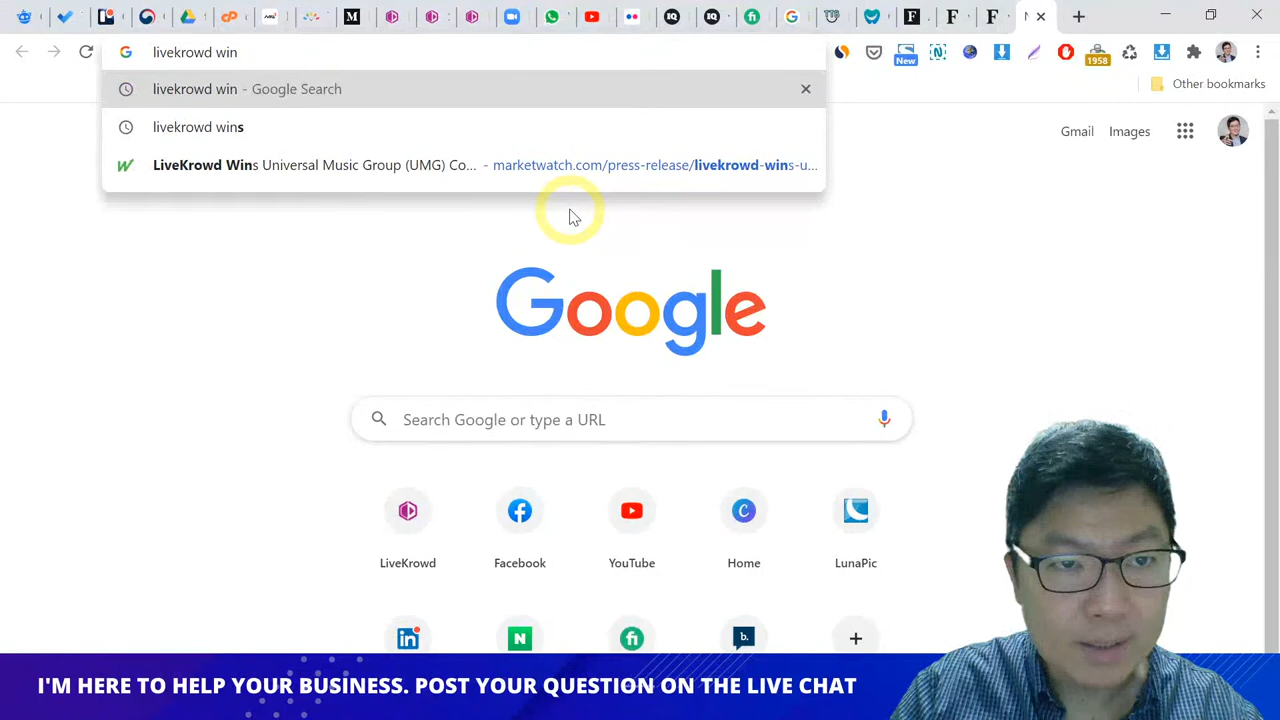 livekrowd win
New
1958
livekrowd win - Google Search
livekrowd wins
LiveKrowd Wins Universal Music Group (UMG) Co... - marketwatch.com/press-release/livekrowd-wins-u...
Other bookmarks
Gmail Images
Google
Search Google or type a URL
LiveKrowd Facebook YouTube Home LunaPic
I'M HERE TO HELP YOUR BUSINESS. POST YOUR QUESTION ON THE LIVE CHAT